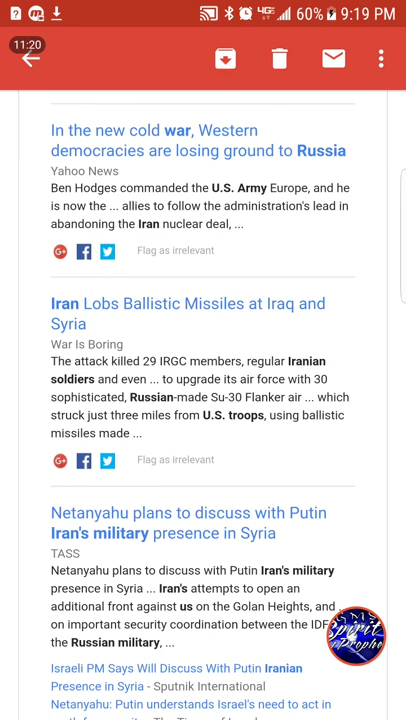 60% 9:19 PM
11:20
In the new cold war, Western
democracies are losing ground to Russia
Yahoo News
Ben Hodges commanded the U.S. Army Europe, and he
is now the ... allies to follow the administration's lead in
abandoning the Iran nuclear deal, ...
Flag as irrelevant
Iran Lobs Ballistic Missiles at Iraq and
Syria
War Is Boring
The attack killed 29 IRGC members, regular Iranian
soldiers and even ... to upgrade its air force with 30
sophisticated, Russian-made Su-30 Flanker air ... which
struck just three miles from U.S. troops, using ballistic
missiles made ...
Flag as irrelevant
Netanyahu plans to discuss with Putin
Iran's military presence in Syria
TASS
Netanyahu plans to discuss with Putin Iran's military
presence in Syria ... Iran's attempts to open an
additional front against us on the Golan Heights, and
on important security coordination between the IDF
the Russian military, ...
Israeli PM Says Will Discuss With Putin Iranian
Presence in Syria - Sputnik International
Netanyahu: Putin understands Israel's need to act in